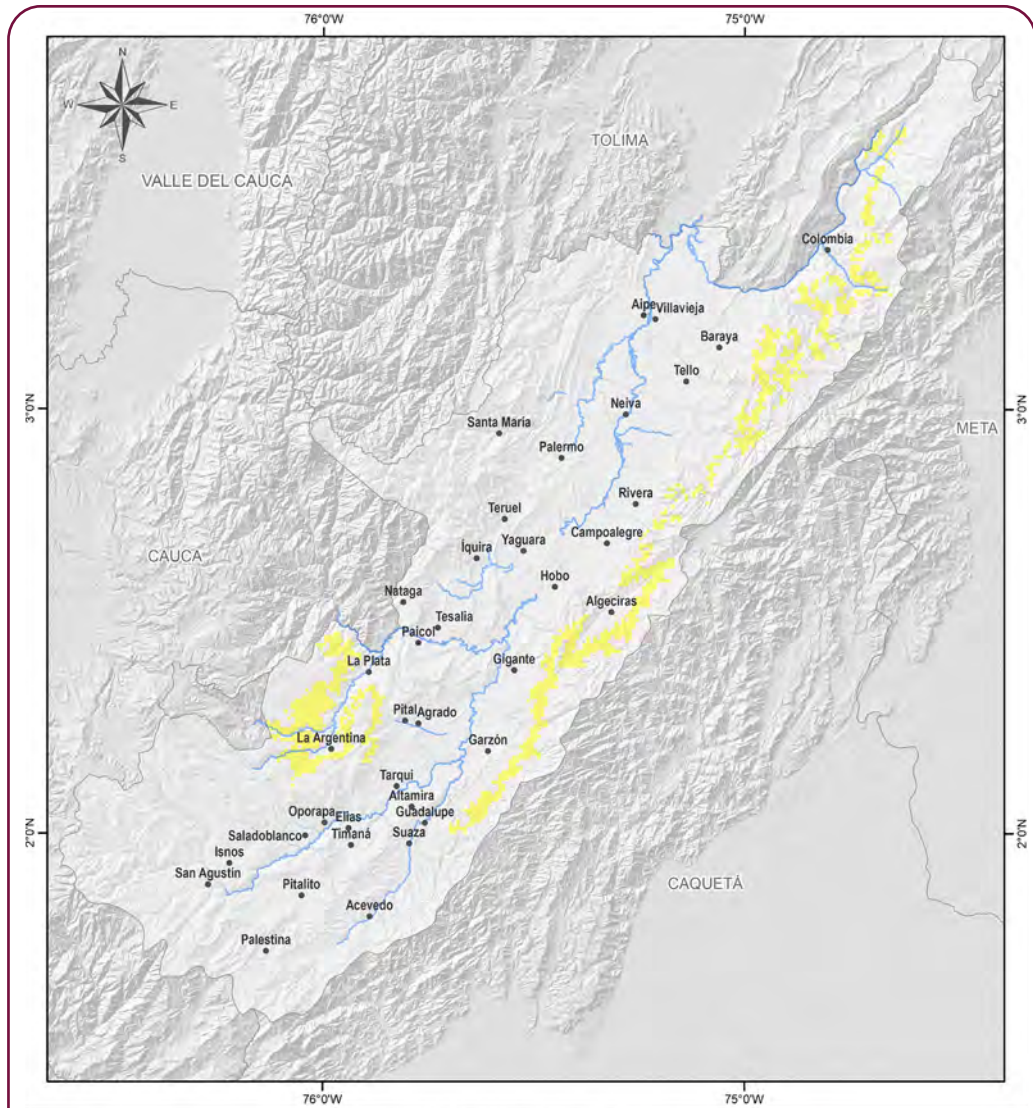 76°0'W
75°0'W
N
W
E
S
TOLIMA
VALLE DEL CAUCA
Colombia
Aipe
Villavieja
Baraya
Tello
3°0'N
3°0'N
Neiva
Santa María
META
Palermo
Rivera
Teruel
Campoalegre
Yaguara
Íquira
CAUCA
Hobo
Nataga
Algeciras
Tesalia
Paicol
La Plata
Gigante
Pital
Agrado
La Argentina
Garzón
Tarqui
Altamira
Oporapa
Elias
Guadalupe
2°0'N
2°0'N
Saladoblanco
Timaná
Suaza
Isnos
San Agustín
CAQUETÁ
Pitalito
Acevedo
Palestina
76°0'W
75°0'W